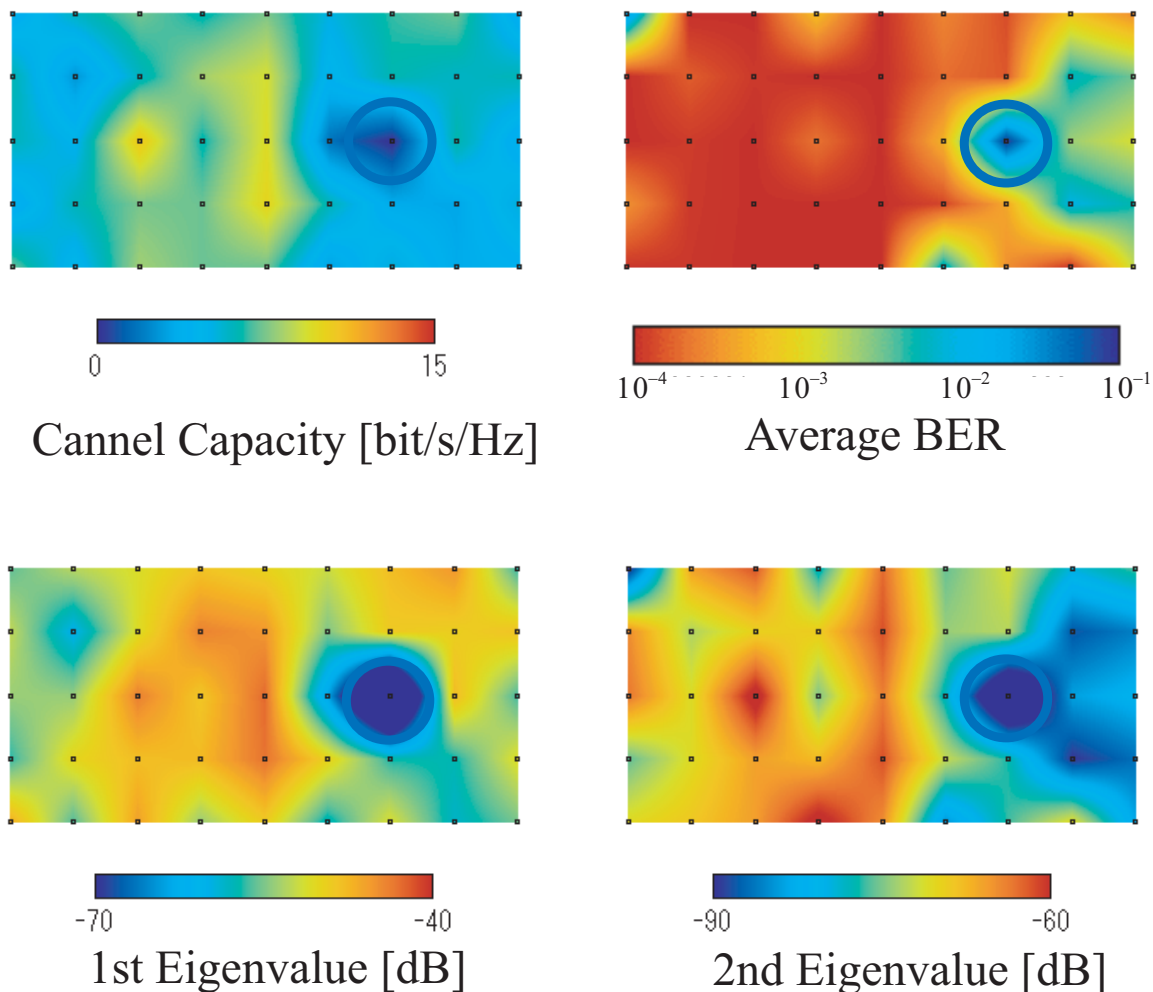 0 15
Cannel Capacity [bit/s/Hz]
10⁻⁴ 10⁻³ 10⁻² 10⁻¹
Average BER
-70 -40
1st Eigenvalue [dB]
-90 -60
2nd Eigenvalue [dB]